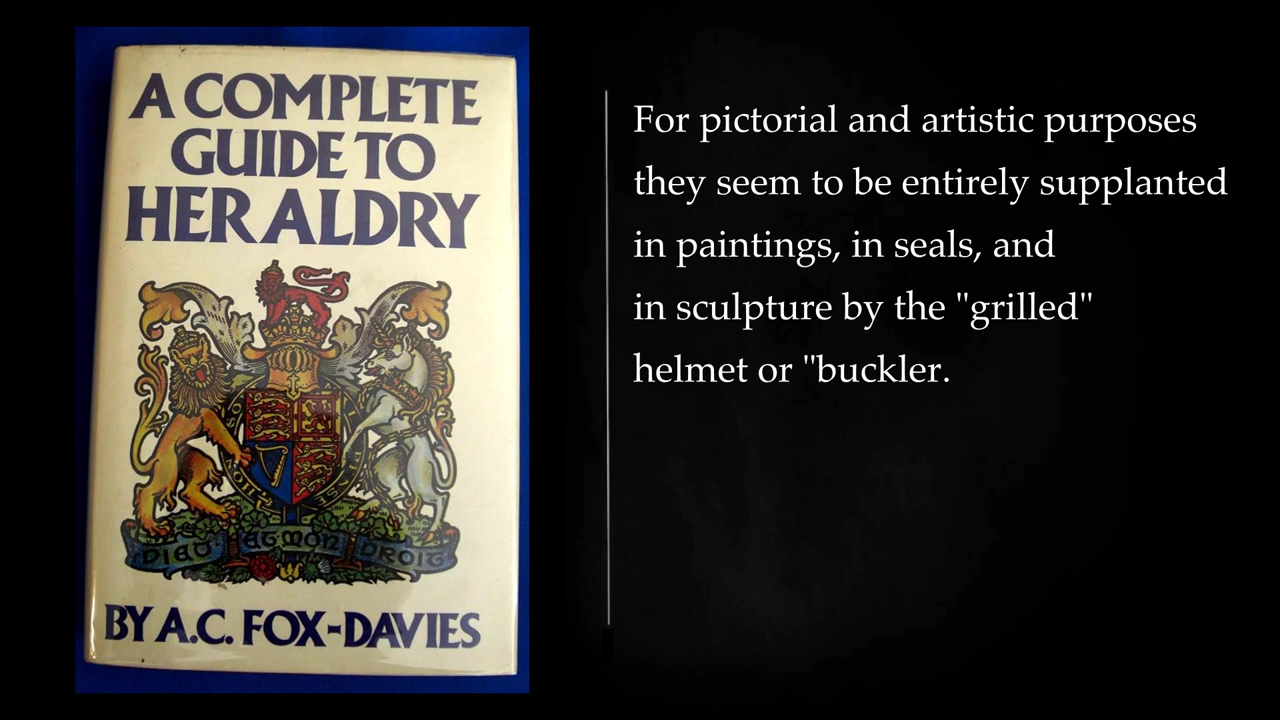 A COMPLETE
GUIDE TO
HERALDRY
DIEU ET MON DROIT
BY A.C. FOX-DAVIES
For pictorial and artistic purposes
they seem to be entirely supplanted
in paintings, in seals, and
in sculpture by the "grilled"
helmet or "buckler.